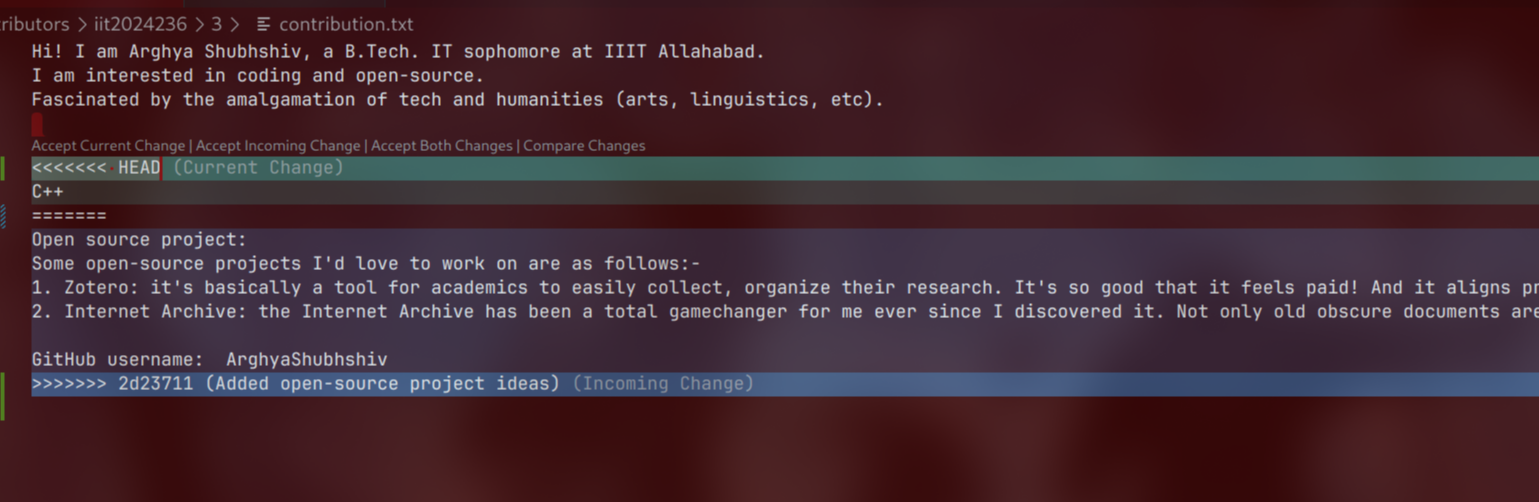 ributors > iit2024236 > 3 > contribution.txt
Hi! I am Arghya Shubhshiv, a B.Tech. IT sophomore at IIIT Allahabad.
I am interested in coding and open-source.
Fascinated by the amalgamation of tech and humanities (arts, linguistics, etc).
Accept Current Change | Accept Incoming Change | Accept Both Changes | Compare Changes
<<<<<<< HEAD (Current Change)
C++
=======
Open source project:
Some open-source projects I'd love to work on are as follows:-
1. Zotero: it's basically a tool for academics to easily collect, organize their research. It's so good that it feels paid! And it aligns pr
2. Internet Archive: the Internet Archive has been a total gamechanger for me ever since I discovered it. Not only old obscure documents are
GitHub username:  ArghyaShubhshiv
>>>>>>> 2d23711 (Added open-source project ideas) (Incoming Change)